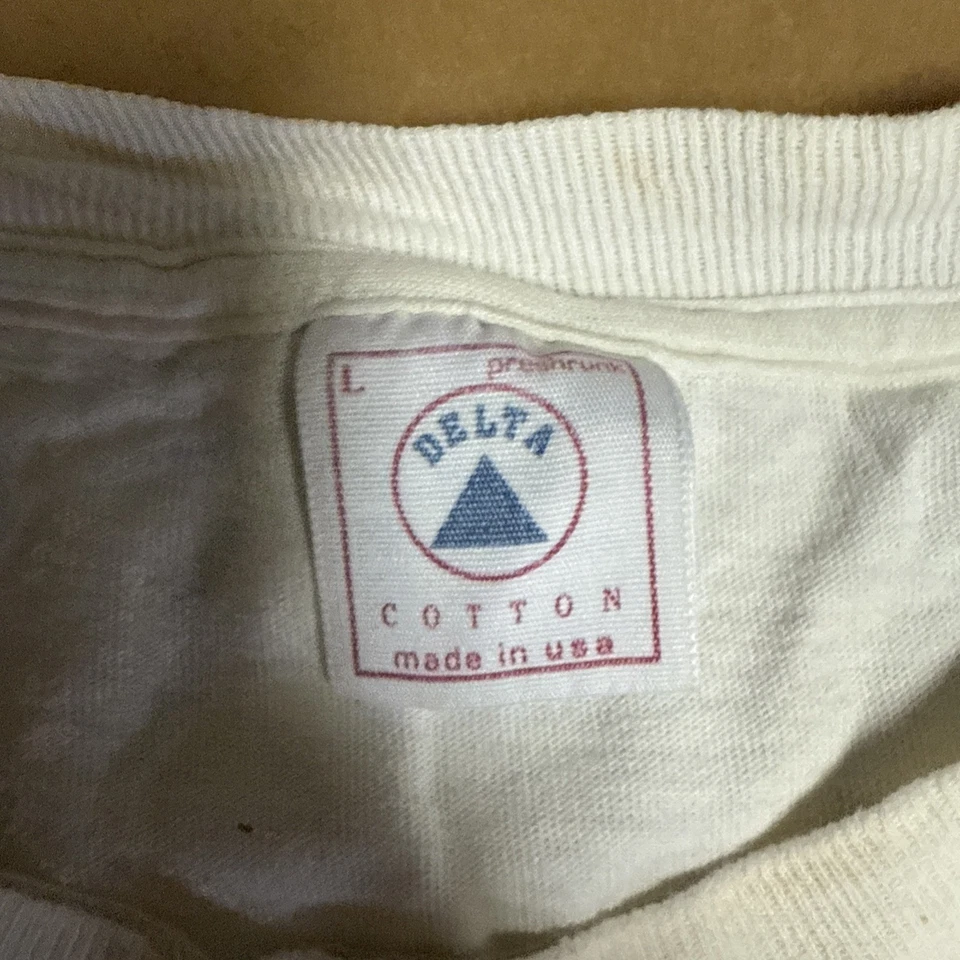 L preshrunk
DELTA
COTTON
made in usa